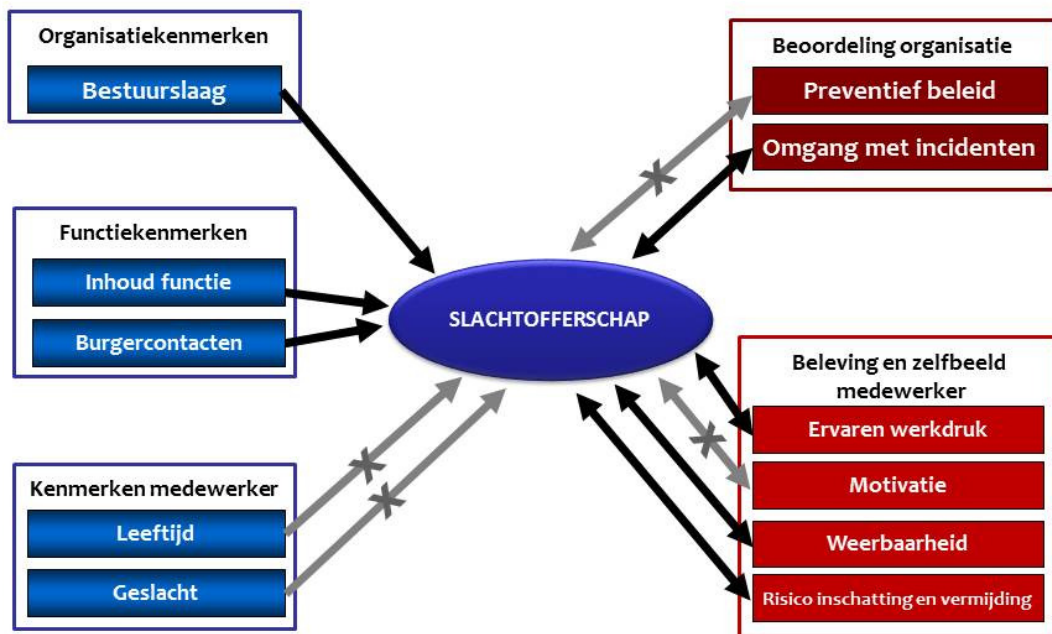 Organisatiekenmerken
Bestuurslaag
Functiekenmerken
Inhoud functie
Burgercontacten
Kenmerken medewerker
Leeftijd
Geslacht
SLACHTOFFERSCHAP
Beoordeling organisatie
Preventief beleid
Omgang met incidenten
Beleving en zelfbeeld
medewerker
Ervaren werkdruk
Motivatie
Weerbaarheid
Risico inschatting en vermijding